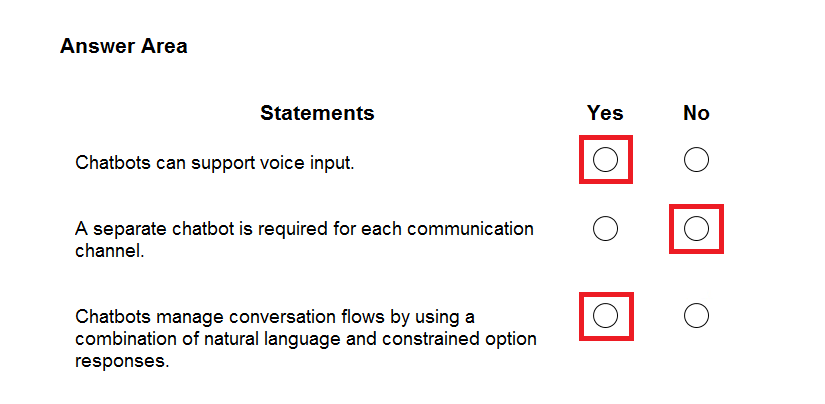 Answer Area
Statements Yes No
Chatbots can support voice input.
A separate chatbot is required for each communication
channel.
Chatbots manage conversation flows by using a
combination of natural language and constrained option
responses.